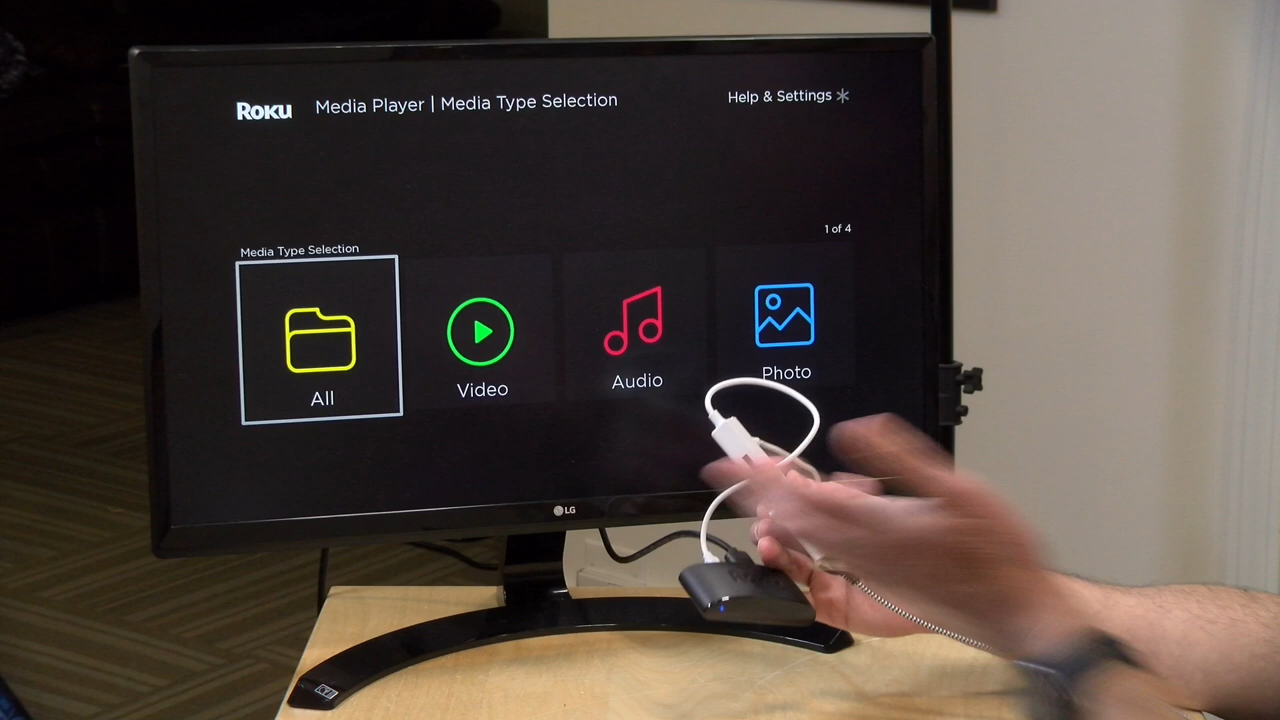 Roku Media Player | Media Type Selection Help & Settings
1 of 4
Media Type Selection
All Video Audio Photo
LG